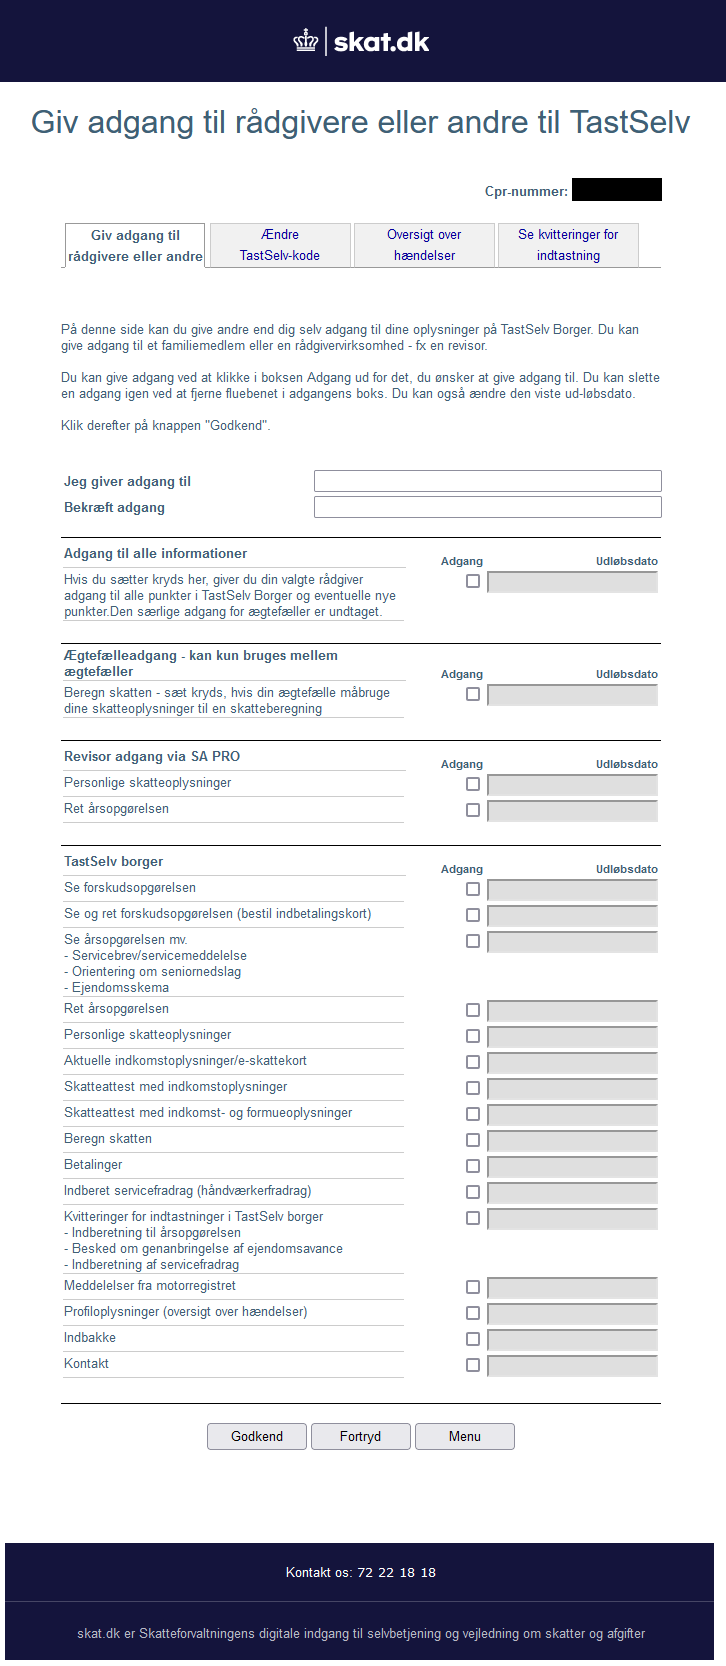 skat.dk
Giv adgang til rådgivere eller andre til TastSelv
Cpr-nummer:
Giv adgang til
rådgivere eller andre
Ændre
TastSelv-kode
Oversigt over
hændelser
Se kvitteringer for
indtastning
På denne side kan du give andre end dig selv adgang til dine oplysninger på TastSelv Borger. Du kan
give adgang til et familiemedlem eller en rådgivervirksomhed - fx en revisor.
Du kan give adgang ved at klikke i boksen Adgang ud for det, du ønsker at give adgang til. Du kan slette
en adgang igen ved at fjerne fluebenet i adgangens boks. Du kan også ændre den viste ud-løbsdato.
Klik derefter på knappen "Godkend".
Jeg giver adgang til
Bekræft adgang
Adgang til alle informationer
Adgang Udløbsdato
Hvis du sætter kryds her, giver du din valgte rådgiver
adgang til alle punkter i TastSelv Borger og eventuelle nye
punkter.Den særlige adgang for ægtefæller er undtaget.
Ægtefælleadgang - kan kun bruges mellem
ægtefæller
Adgang Udløbsdato
Beregn skatten - sæt kryds, hvis din ægtefælle måbruge
dine skatteoplysninger til en skatteberegning
Revisor adgang via SA PRO
Adgang Udløbsdato
Personlige skatteoplysninger
Ret årsopgørelsen
TastSelv borger
Adgang Udløbsdato
Se forskudsopgørelsen
Se og ret forskudsopgørelsen (bestil indbetalingskort)
Se årsopgørelsen mv.
- Servicebrev/servicemeddelelse
- Orientering om seniornedslag
- Ejendomsskema
Ret årsopgørelsen
Personlige skatteoplysninger
Aktuelle indkomstoplysninger/e-skattekort
Skatteattest med indkomstoplysninger
Skatteattest med indkomst- og formueoplysninger
Beregn skatten
Betalinger
Indberet servicefradrag (håndværkerfradrag)
Kvitteringer for indtastninger i TastSelv borger
- Indberetning til årsopgørelsen
- Besked om genanbringelse af ejendomsavance
- Indberetning af servicefradrag
Meddelelser fra motorregistret
Profiloplysninger (oversigt over hændelser)
Indbakke
Kontakt
Godkend Fortryd Menu
Kontakt os: 72 22 18 18
skat.dk er Skatteforvaltningens digitale indgang til selvbetjening og vejledning om skatter og afgifter